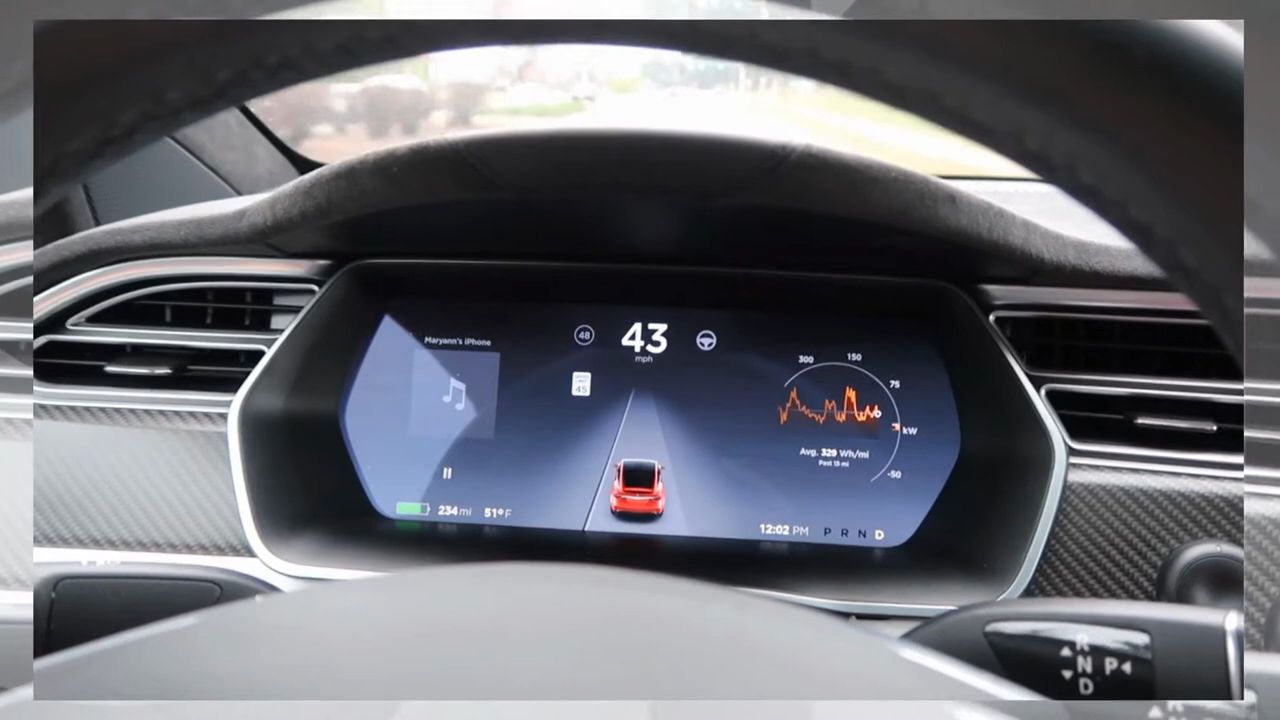 Maryann's iPhone
48
43
mph
SPEED LIMIT
45
300
150
75
kW
-50
Avg. 329 Wh/mi
Past 15 mi
234 mi
51°F
12:02 PM
P R N D
R
N P
D